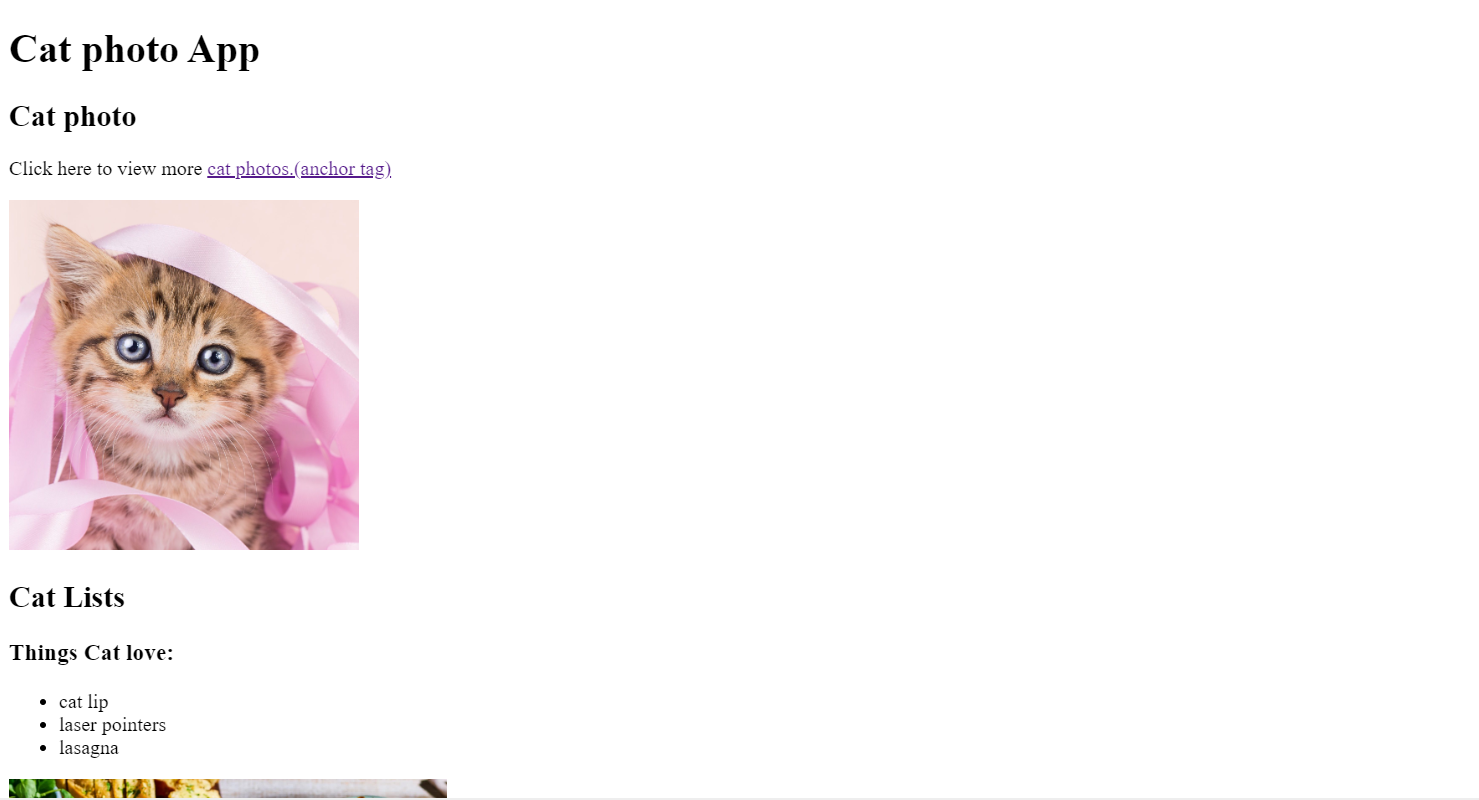 Cat photo App
Cat photo
Click here to view more cat photos.(anchor tag)
Cat Lists
Things Cat love:
cat lip
laser pointers
lasagna